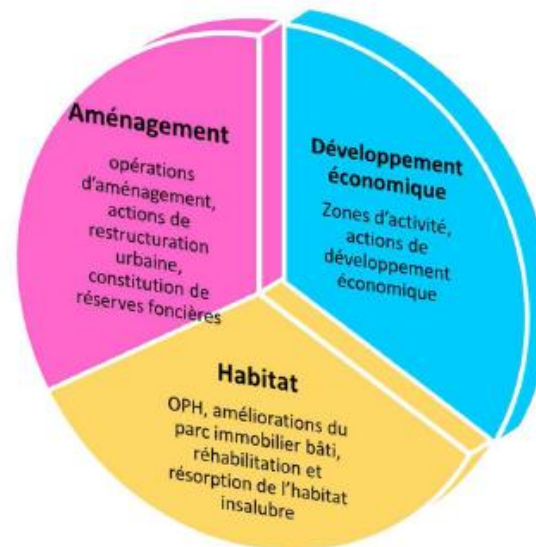 Aménagement
opérations
d'aménagement,
actions de
restructuration
urbaine,
constitution de
réserves foncières
Développement
économique
Zones d'activité,
actions de
développement
économique
Habitat
OPH, améliorations du
parc immobilier bâti,
réhabilitation et
résorption de l'habitat
insalubre